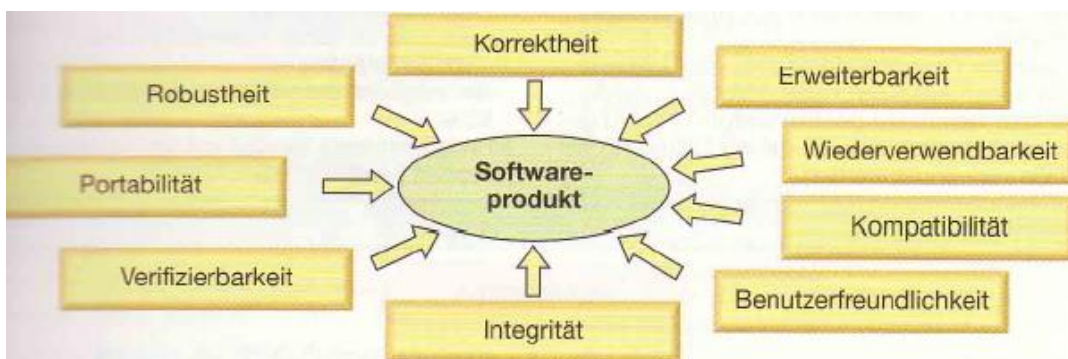 Korrektheit
Robustheit
Erweiterbarkeit
Wiederverwendbarkeit
Portabilität
Software-
produkt
Kompatibilität
Verifizierbarkeit
Benutzerfreundlichkeit
Integrität